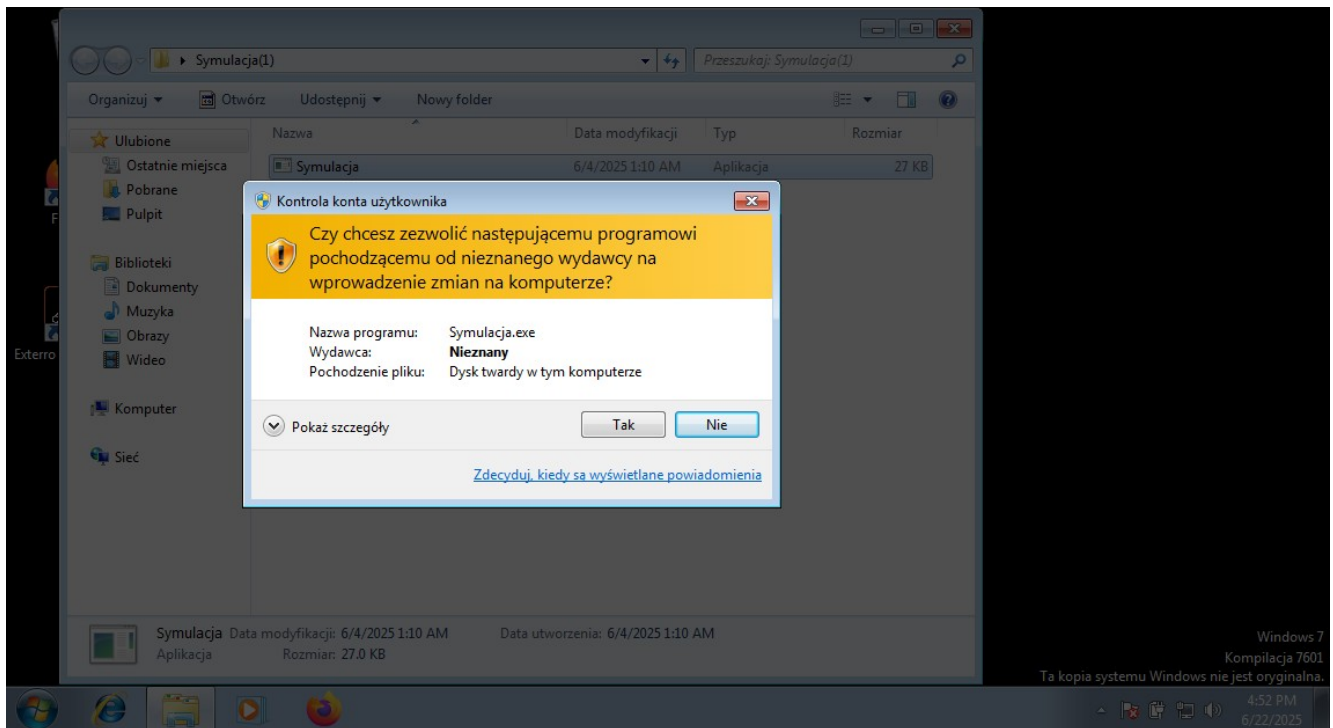 Symulacja(1)
Przeszukaj: Symulacja(1)
Organizuj
Otwórz
Udostępnij
Nowy folder
Nazwa
Data modyfikacji
Typ
Rozmiar
Ulubione
Ostatnie miejsca
Pobrane
Pulpit
Biblioteki
Dokumenty
Muzyka
Obrazy
Wideo
Komputer
Sieć
Symulacja
6/4/2025 1:10 AM
Aplikacja
27 KB
F
Exterro
Kontrola konta użytkownika
Czy chcesz zezwolić następującemu programowi
pochodzącemu od nieznanego wydawcy na
wprowadzenie zmian na komputerze?
Nazwa programu: Symulacja.exe
Wydawca: Nieznany
Pochodzenie pliku: Dysk twardy w tym komputerze
Pokaż szczegóły
Tak
Nie
Zdecyduj, kiedy sa wyświetlane powiadomienia
Symulacja Data modyfikacji: 6/4/2025 1:10 AM Data utworzenia: 6/4/2025 1:10 AM
Aplikacja Rozmiar: 27.0 KB
Windows 7
Kompilacja 7601
Ta kopia systemu Windows nie jest oryginalna.
4:52 PM
6/22/2025